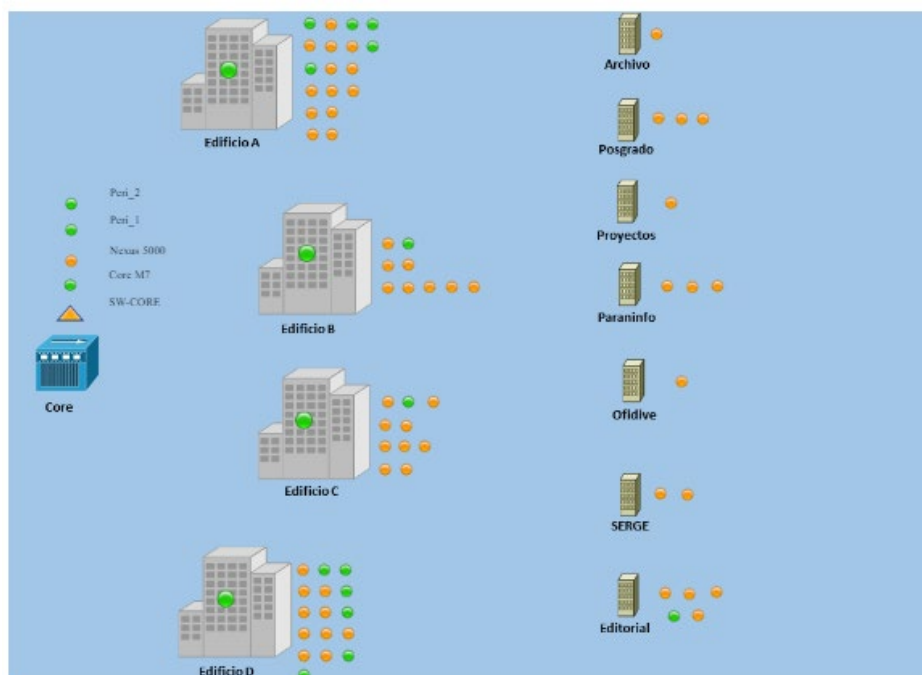 Edificio A
Archivo
Posgrado
Peri_2
Peri_1
Nexus 5000
Core M7
SW-CORE
Core
Edificio B
Proyectos
Paraninfo
Edificio C
Ofidive
SERGE
Edificio D
Editorial